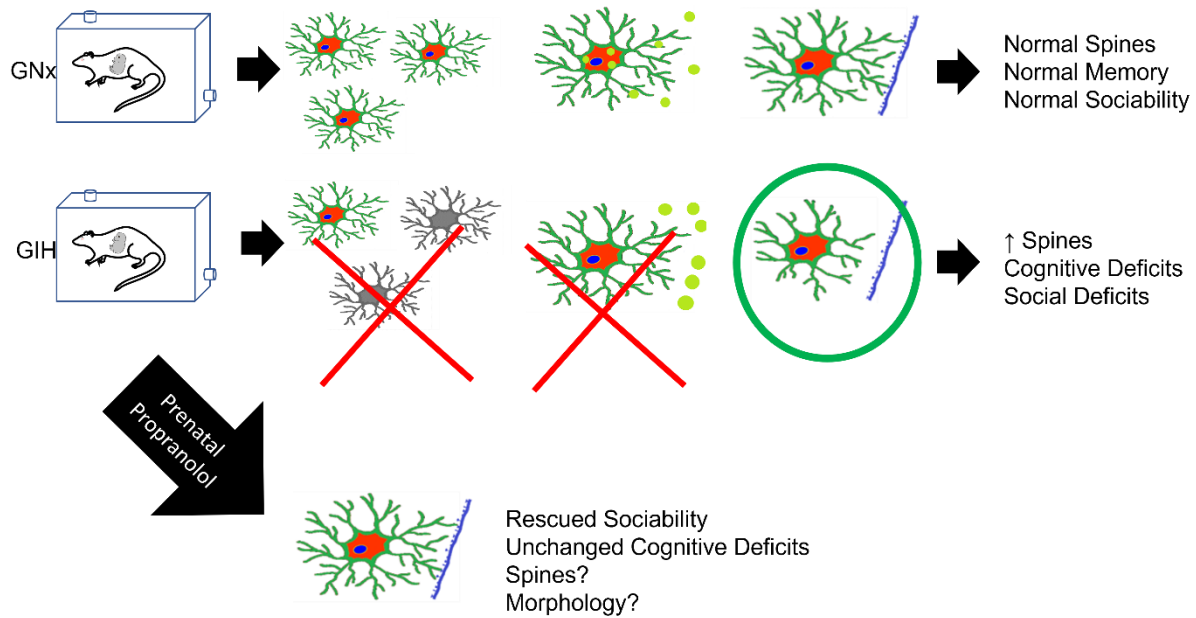 GNx
Normal Spines
Normal Memory
Normal Sociability
GIH
↑ Spines
Cognitive Deficits
Social Deficits
Prenatal
Propranolol
Rescued Sociability
Unchanged Cognitive Deficits
Spines?
Morphology?